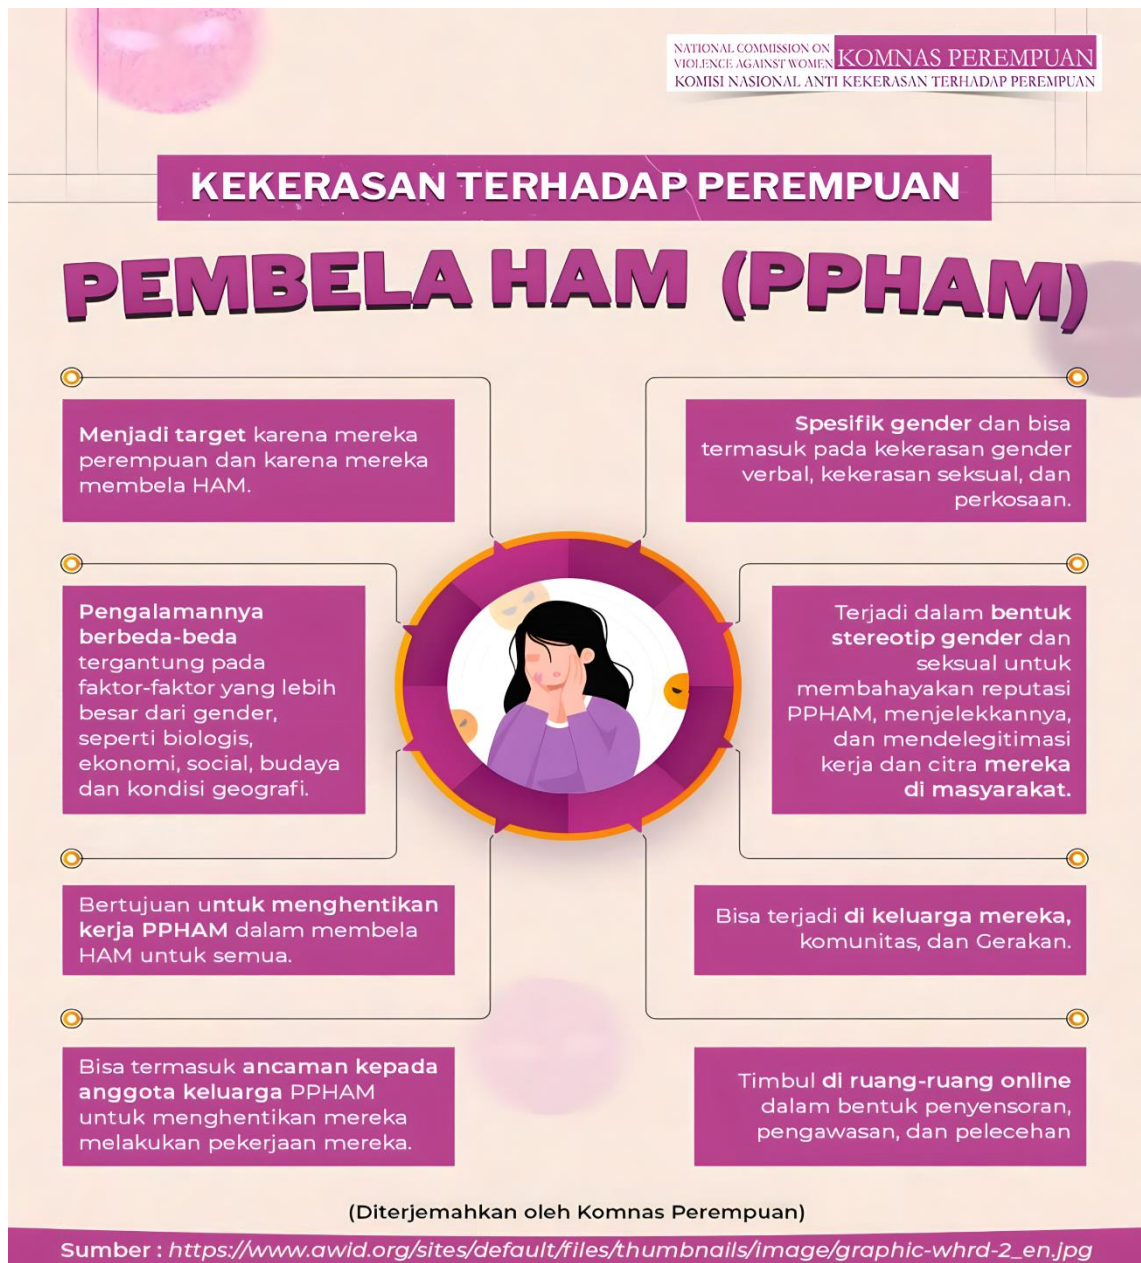 NATIONAL COMMISSION ON
VIOLENCE AGAINST WOMEN
KOMNAS PEREMPUAN
KOMISI NASIONAL ANTI KEKERASAN TERHADAP PEREMPUAN
KEKERASAN TERHADAP PEREMPUAN
PEMBELA HAM (PPHAM)
Menjadi target karena mereka
perempuan dan karena mereka
membela HAM.
Spesifik gender dan bisa
termasuk pada kekerasan gender
verbal, kekerasan seksual, dan
perkosaan.
Pengalamannya
berbeda-beda
tergantung pada
faktor-faktor yang lebih
besar dari gender,
seperti biologis,
ekonomi, social, budaya
dan kondisi geografi.
Terjadi dalam bentuk
stereotip gender dan
seksual untuk
membahayakan reputasi
PPHAM, menjelekkannya,
dan mendelegitimasi
kerja dan citra mereka
di masyarakat.
Bertujuan untuk menghentikan
kerja PPHAM dalam membela
HAM untuk semua.
Bisa terjadi di keluarga mereka,
komunitas, dan Gerakan.
Bisa termasuk ancaman kepada
anggota keluarga PPHAM
untuk menghentikan mereka
melakukan pekerjaan mereka.
Timbul di ruang-ruang online
dalam bentuk penyensoran,
pengawasan, dan pelecehan
(Diterjemahkan oleh Komnas Perempuan)
Sumber : https://www.awid.org/sites/default/files/thumbnails/image/graphic-whrd-2_en.jpg